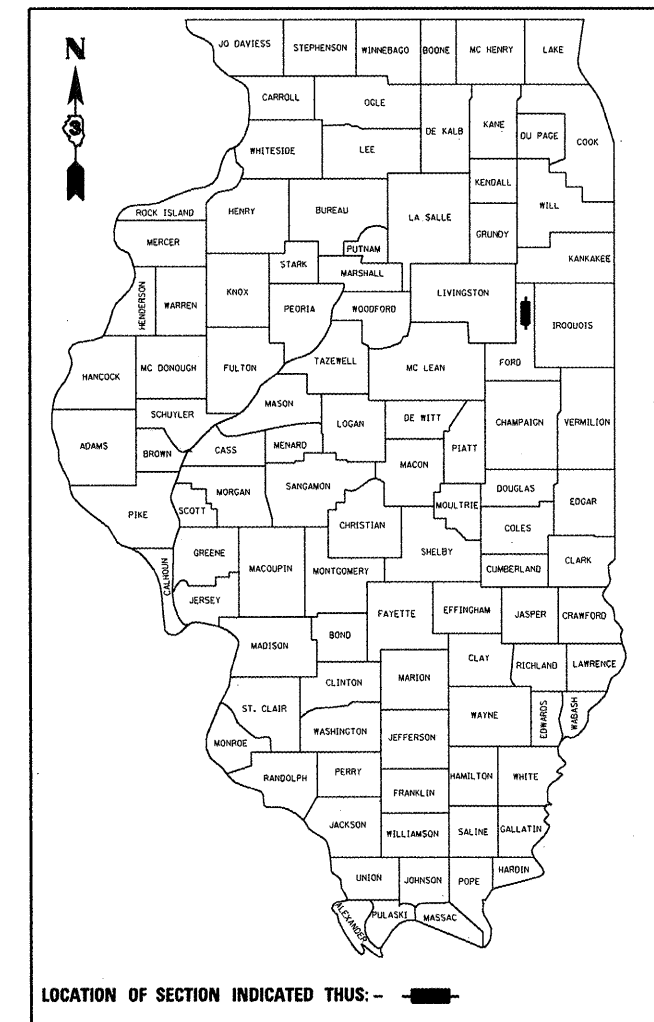 JO DAVIESS STEPHENSON WINNEBAGO BOONE MC HENRY LAKE
N
CARROLL OGLE DE KALB KANE DU PAGE COOK
3
WHITESIDE LEE
KENDALL
ROCK ISLAND HENRY BUREAU LA SALLE WILL
MERCER PUTNAM GRUNDY
STARK MARSHALL KANKAKEE
HENDERSON WARREN KNOX PEORIA WOODFORD LIVINGSTON IROQUOIS
HANCOCK MC DONOUGH FULTON TAZEWELL MC LEAN FORD
MASON
SCHUYLER LOGAN DE WITT CHAMPAIGN VERMILION
ADAMS BROWN CASS MENARD MACON PIATT
SANGAMON DOUGLAS
PIKE SCOTT MORGAN CHRISTIAN MOULTRIE COLES EDGAR
GREENE MACOUPIN MONTGOMERY SHELBY CUMBERLAND CLARK
CALHOUN JERSEY FAYETTE EFFINGHAM JASPER CRAWFORD
MADISON BOND
CLINTON MARION CLAY RICHLAND LAWRENCE
ST. CLAIR WAYNE EDWARDS WABASH
MONROE WASHINGTON JEFFERSON
RANDOLPH PERRY HAMILTON WHITE
FRANKLIN
JACKSON WILLIAMSON SALINE GALLATIN
UNION JOHNSON POPE HARDIN
ALEXANDER PULASKI MASSAC
LOCATION OF SECTION INDICATED THUS: -